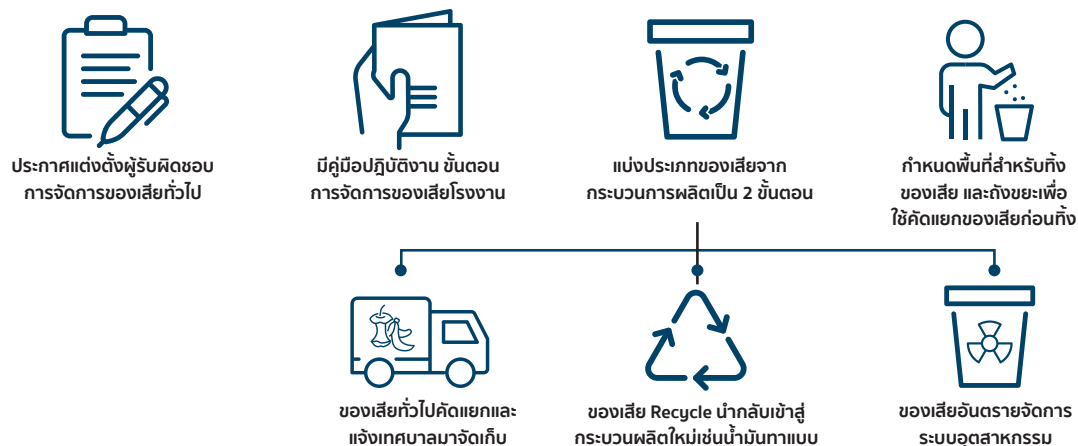 ประกาศแต่งตั้งผู้รับผิดชอบ
การจัดการของเสียทั่วไป
มีคู่มือปฎิบัติงาน ขั้นตอน
การจัดการของเสียโรงงาน
แบ่งประเภทของเสียจาก
กระบวนการผลิตเป็น 2 ขั้นตอน
กำหนดพื้นที่สำหรับทิ้ง
ของเสีย และถังขยะเพื่อ
ใช้คัดแยกของเสียก่อนทิ้ง
ของเสียทั่วไปคัดแยกและ
แจ้งเทศบาลมาจัดเก็บ
ของเสีย Recycle นำกลับเข้าสู่
กระบวนผลิตใหม่เช่นน้ำมันทาแบบ
ของเสียอันตรายจัดการ
ระบบอุตสาหกรรม